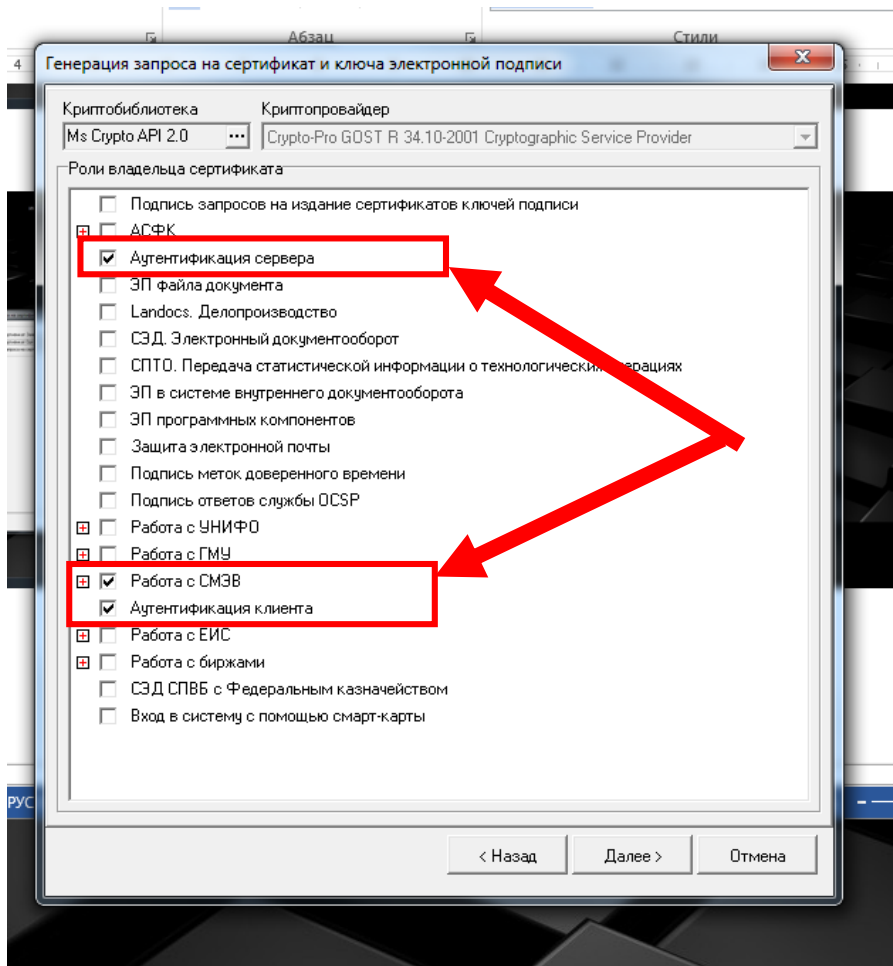 Абзац
Стили
4
Генерация запроса на сертификат и ключа электронной подписи
Криптобиблиотека
Криптопровайдер
Ms Crypto API 2.0
...
Crypto-Pro GOST R 34.10-2001 Cryptographic Service Provider
Роли владельца сертификата
Подпись запросов на издание сертификатов ключей подписи
АСФК
Аутентификация сервера
ЭП файла документа
Landocs. Делопроизводство
СЭД. Электронный документооборот
СПТО. Передача статистической информации о технологических операциях
ЭП в системе внутреннего документооборота
ЭП программных компонентов
Защита электронной почты
Подпись меток доверенного времени
Подпись ответов службы OCSP
Работа с УНИФО
Работа с ГМУ
Работа с СМЭВ
Аутентификация клиента
Работа с ЕИС
Работа с биржами
СЭД СПВБ с Федеральным казначейством
Вход в систему с помощью смарт-карты
РУС
< Назад
Далее >
Отмена